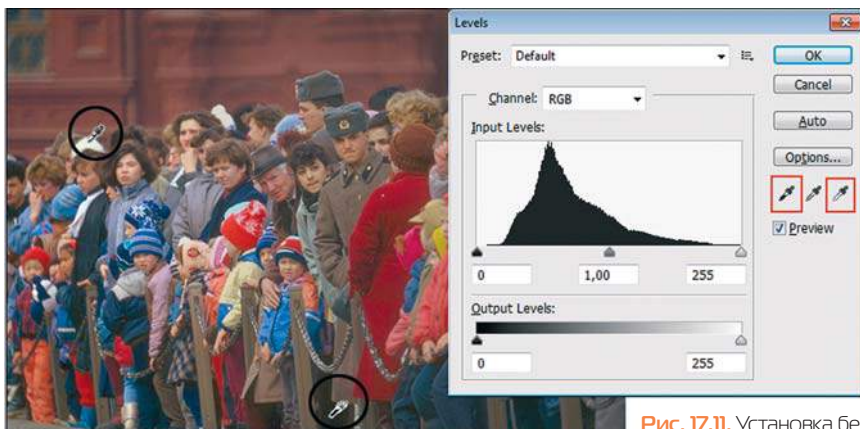 Levels
Preset: Default
OK
Cancel
Auto
Options...
Preview
Channel: RGB
Input Levels:
0 1,00 255
Output Levels:
0 255
Рис. 17.11. Установка бе